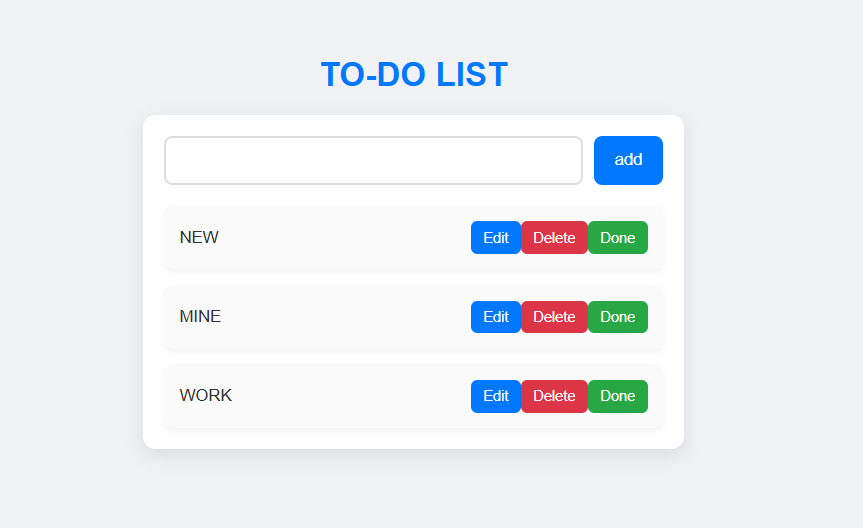 TO-DO LIST
add
NEW Edit Delete Done
MINE Edit Delete Done
WORK Edit Delete Done